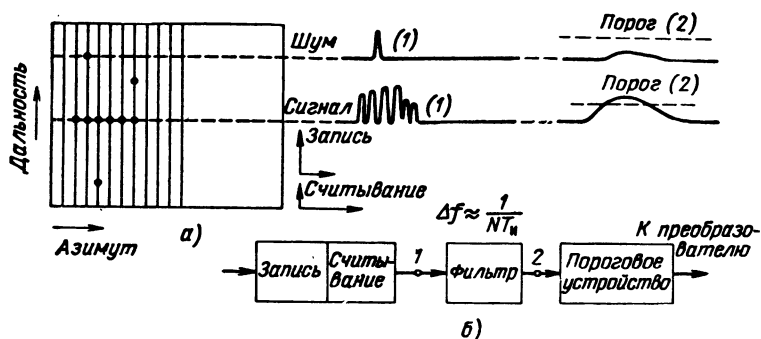 Шум (1) Порог (2)
Дальность
Сигнал (1) Порог (2)
Запись
Считывание
Азимут а)
Δf≈ 1/NTи
К преобразо-
вателю
Запись Считы-
вание
1 Фильтр 2 Пороговое
устройство
б)